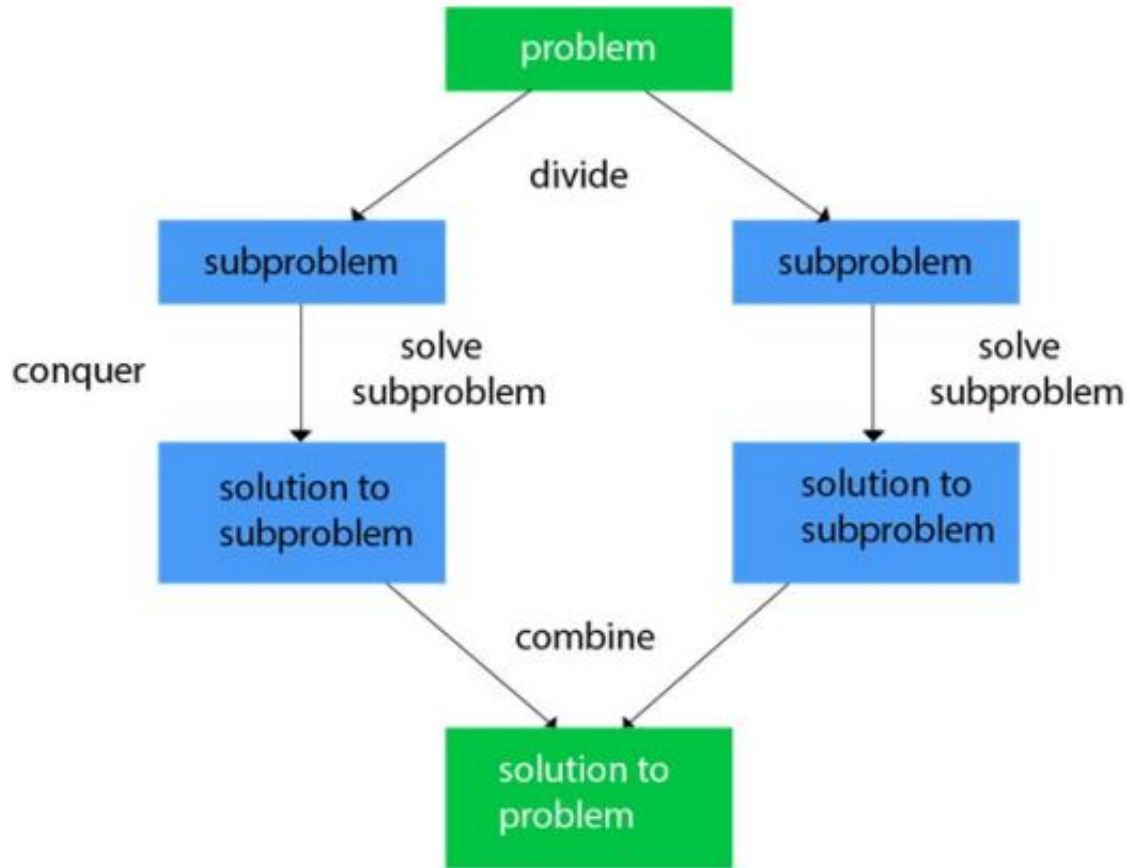 problem
divide
subproblem
subproblem
conquer
solve
subproblem
solve
subproblem
solution to
subproblem
solution to
subproblem
combine
solution to
problem